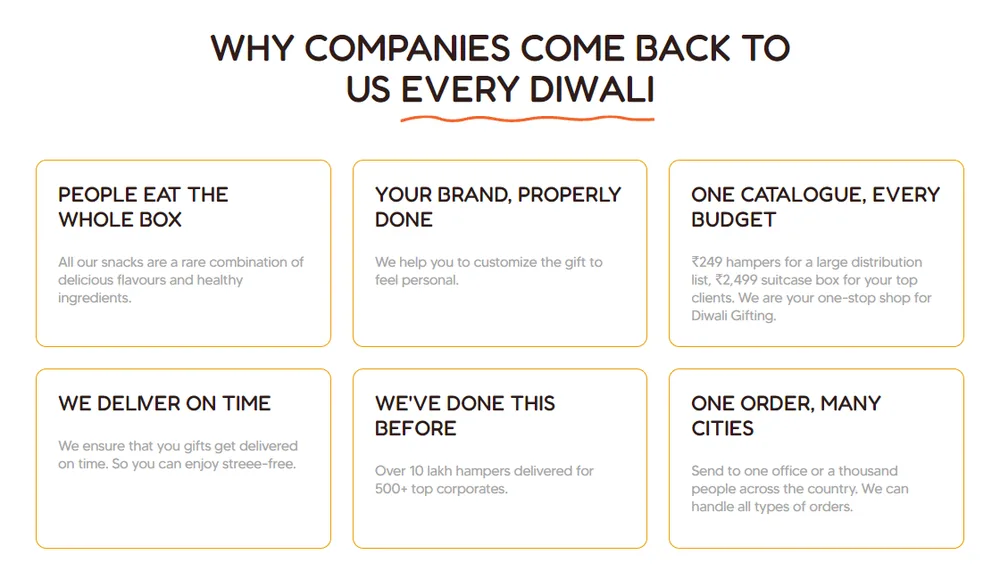 WHY COMPANIES COME BACK TO
US EVERY DIWALI
PEOPLE EAT THE
WHOLE BOX
All our snacks are a rare combination of
delicious flavours and healthy
ingredients.
YOUR BRAND, PROPERLY
DONE
We help you to customize the gift to
feel personal.
ONE CATALOGUE, EVERY
BUDGET
₹249 hampers for a large distribution
list, ₹2,499 suitcase box for your top
clients. We are your one-stop shop for
Diwali Gifting.
WE DELIVER ON TIME
We ensure that you gifts get delivered
on time. So you can enjoy streee-free.
WE'VE DONE THIS
BEFORE
Over 10 lakh hampers delivered for
500+ top corporates.
ONE ORDER, MANY
CITIES
Send to one office or a thousand
people across the country. We can
handle all types of orders.